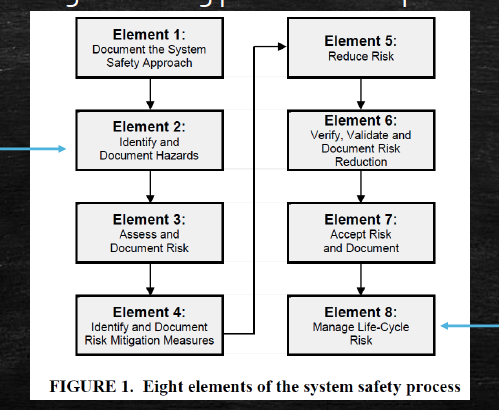 Element 1:
Document the System
Safety Approach
Element 2:
Identify and
Document Hazards
Element 3:
Assess and
Document Risk
Element 4:
Identify and Document
Risk Mitigation Measures
Element 5:
Reduce Risk
Element 6:
Verify, Validate and
Document Risk
Reduction
Element 7:
Accept Risk
and Document
Element 8:
Manage Life-Cycle
Risk
FIGURE 1. Eight elements of the system safety process